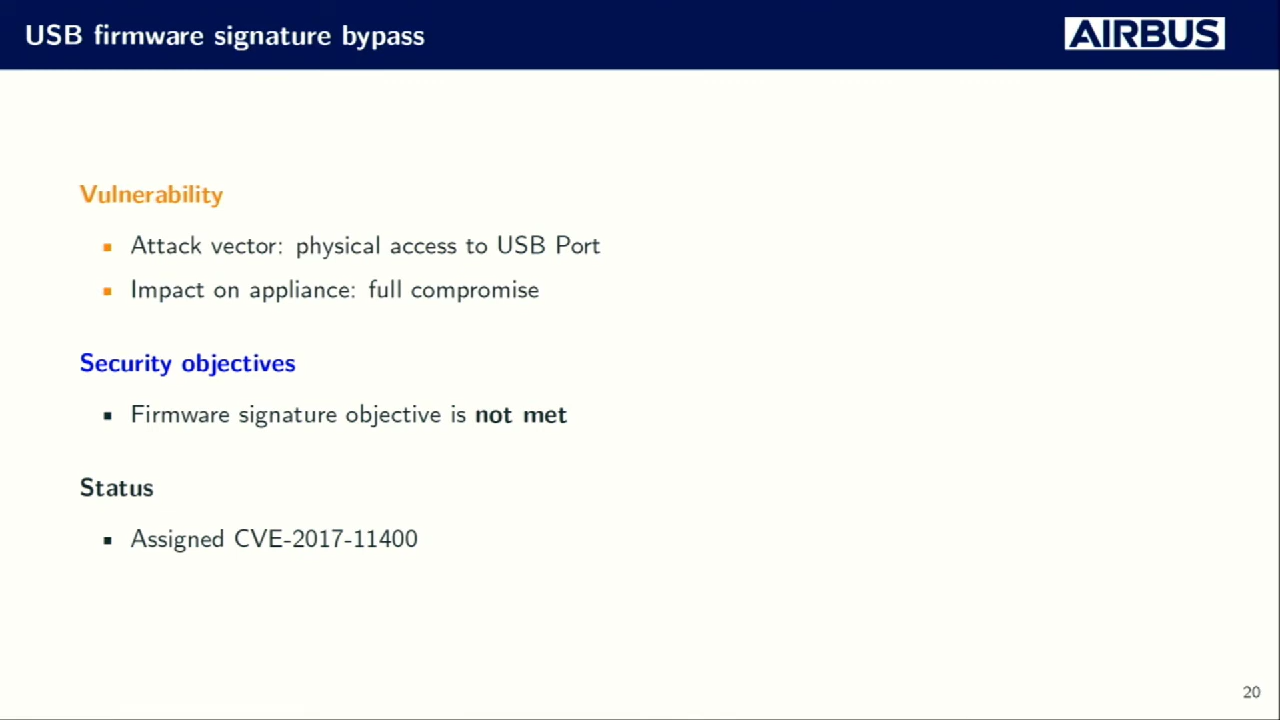 USB firmware signature bypass
AIRBUS
Vulnerability
Attack vector: physical access to USB Port
Impact on appliance: full compromise
Security objectives
Firmware signature objective is not met
Status
Assigned CVE-2017-11400
20